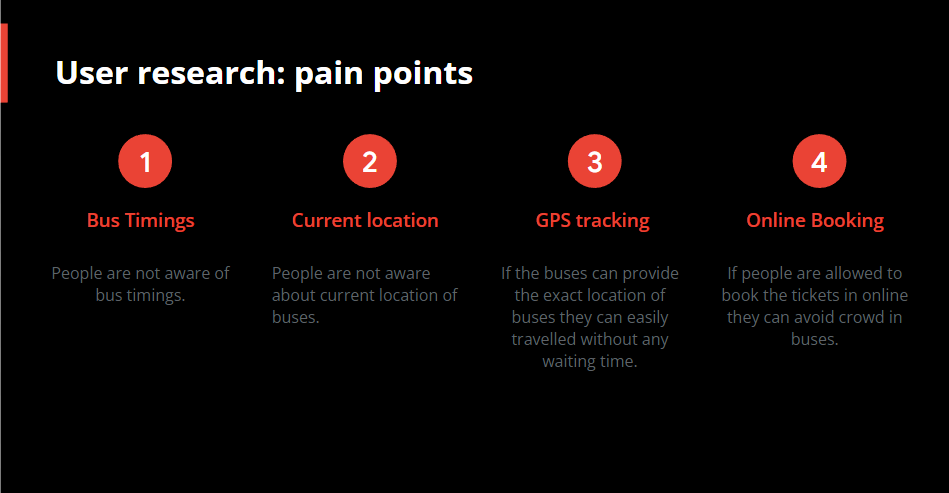 User research: pain points
1
Bus Timings
People are not aware of
bus timings.
2
Current location
People are not aware
about current location of
buses.
3
GPS tracking
If the buses can provide
the exact location of
buses they can easily
travelled without any
waiting time.
4
Online Booking
If people are allowed to
book the tickets in online
they can avoid crowd in
buses.